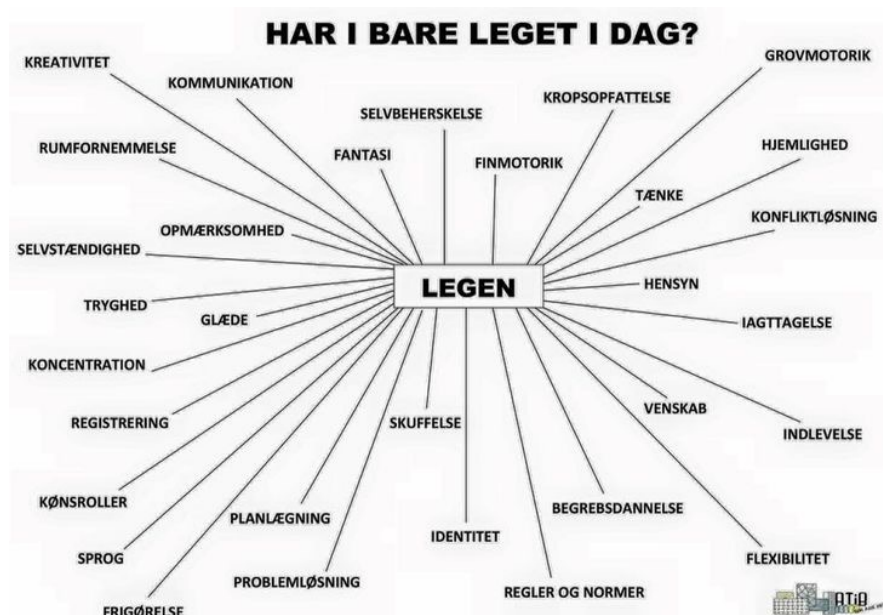 HAR I BARE LEGET I DAG?
KREATIVITET
KOMMUNIKATION
SELVBEHERSKELSE
KROPSOPFATTELSE
GROVMOTORIK
RUMFORNEMMELSE
FANTASI
FINMOTORIK
HJEMLIGHED
TÆNKE
OPMÆRKSOMHED
KONFLIKTLØSNING
SELVSTÆNDIGHED
LEGEN
HENSYN
TRYGHED
GLÆDE
IAGTTAGELSE
KONCENTRATION
REGISTRERING
SKUFFELSE
VENSKAB
INDLEVELSE
KØNSROLLER
PLANLÆGNING
IDENTITET
BEGREBSDANNELSE
SPROG
PROBLEMLØSNING
REGLER OG NORMER
FLEXIBILITET
FRIGØRELSE